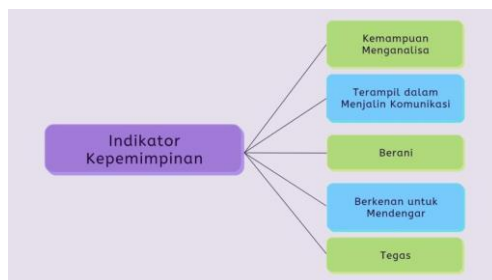 Indikator
Kepemimpinan
Kemampuan
Menganalisa
Terampil dalam
Menjalin Komunikasi
Berani
Berkenan untuk
Mendengar
Tegas